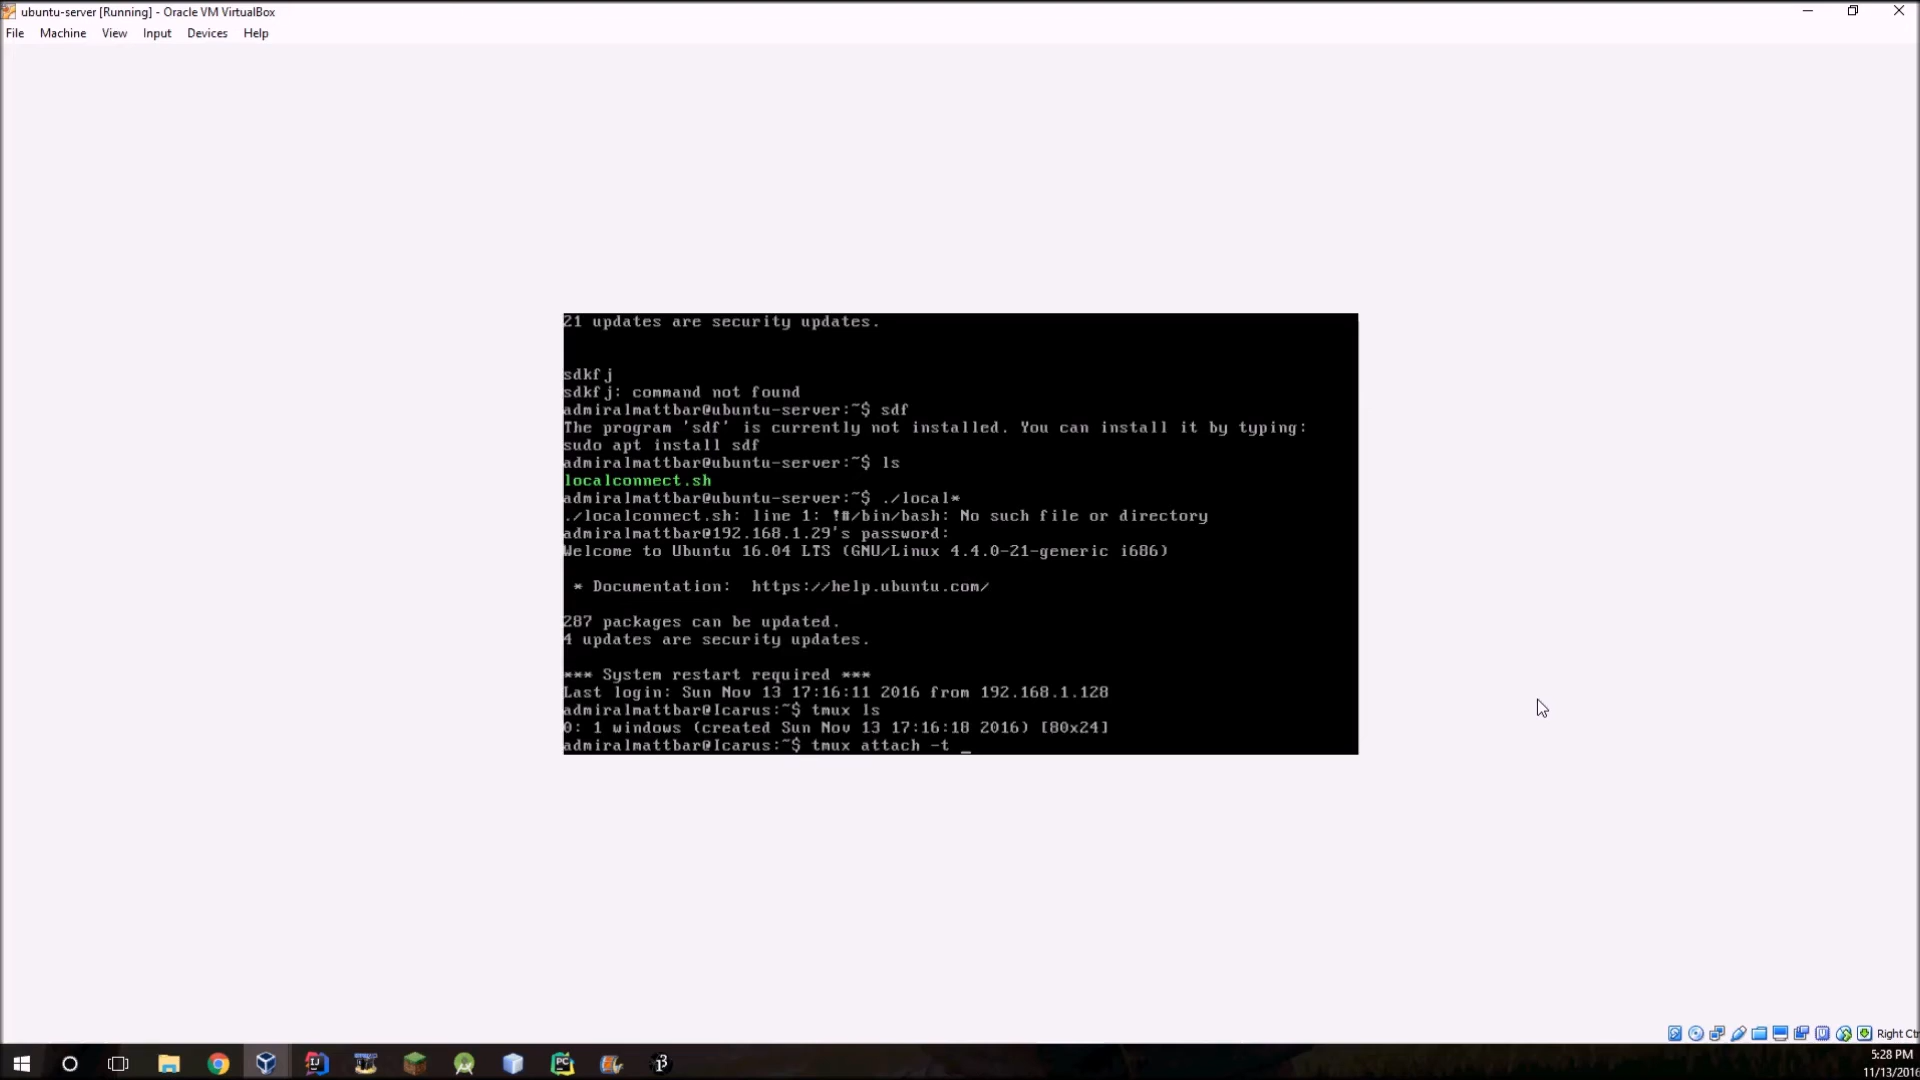 ubuntu-server [Running] - Oracle VM VirtualBox
File Machine View Input Devices Help
21 updates are security updates.
sdkfj
sdkfj: command not found
admiralmattbar@ubuntu-server:~$ sdf
The program 'sdf' is currently not installed. You can install it by typing:
sudo apt install sdf
admiralmattbar@ubuntu-server:~$ ls
localconnect.sh
admiralmattbar@ubuntu-server:~$ ./local*
./localconnect.sh: line 1: !#/bin/bash: No such file or directory
admiralmattbar@192.168.1.29's password:
Welcome to Ubuntu 16.04 LTS (GNU/Linux 4.4.0-21-generic i686)
* Documentation: https://help.ubuntu.com/
287 packages can be updated.
4 updates are security updates.
*** System restart required ***
Last login: Sun Nov 13 17:16:11 2016 from 192.168.1.128
admiralmattbar@Icarus:~$ tmux ls
0: 1 windows (created Sun Nov 13 17:16:18 2016) [80x24]
admiralmattbar@Icarus:~$ tmux attach -t _
Right Ctr
5:28 PM
11/13/2016